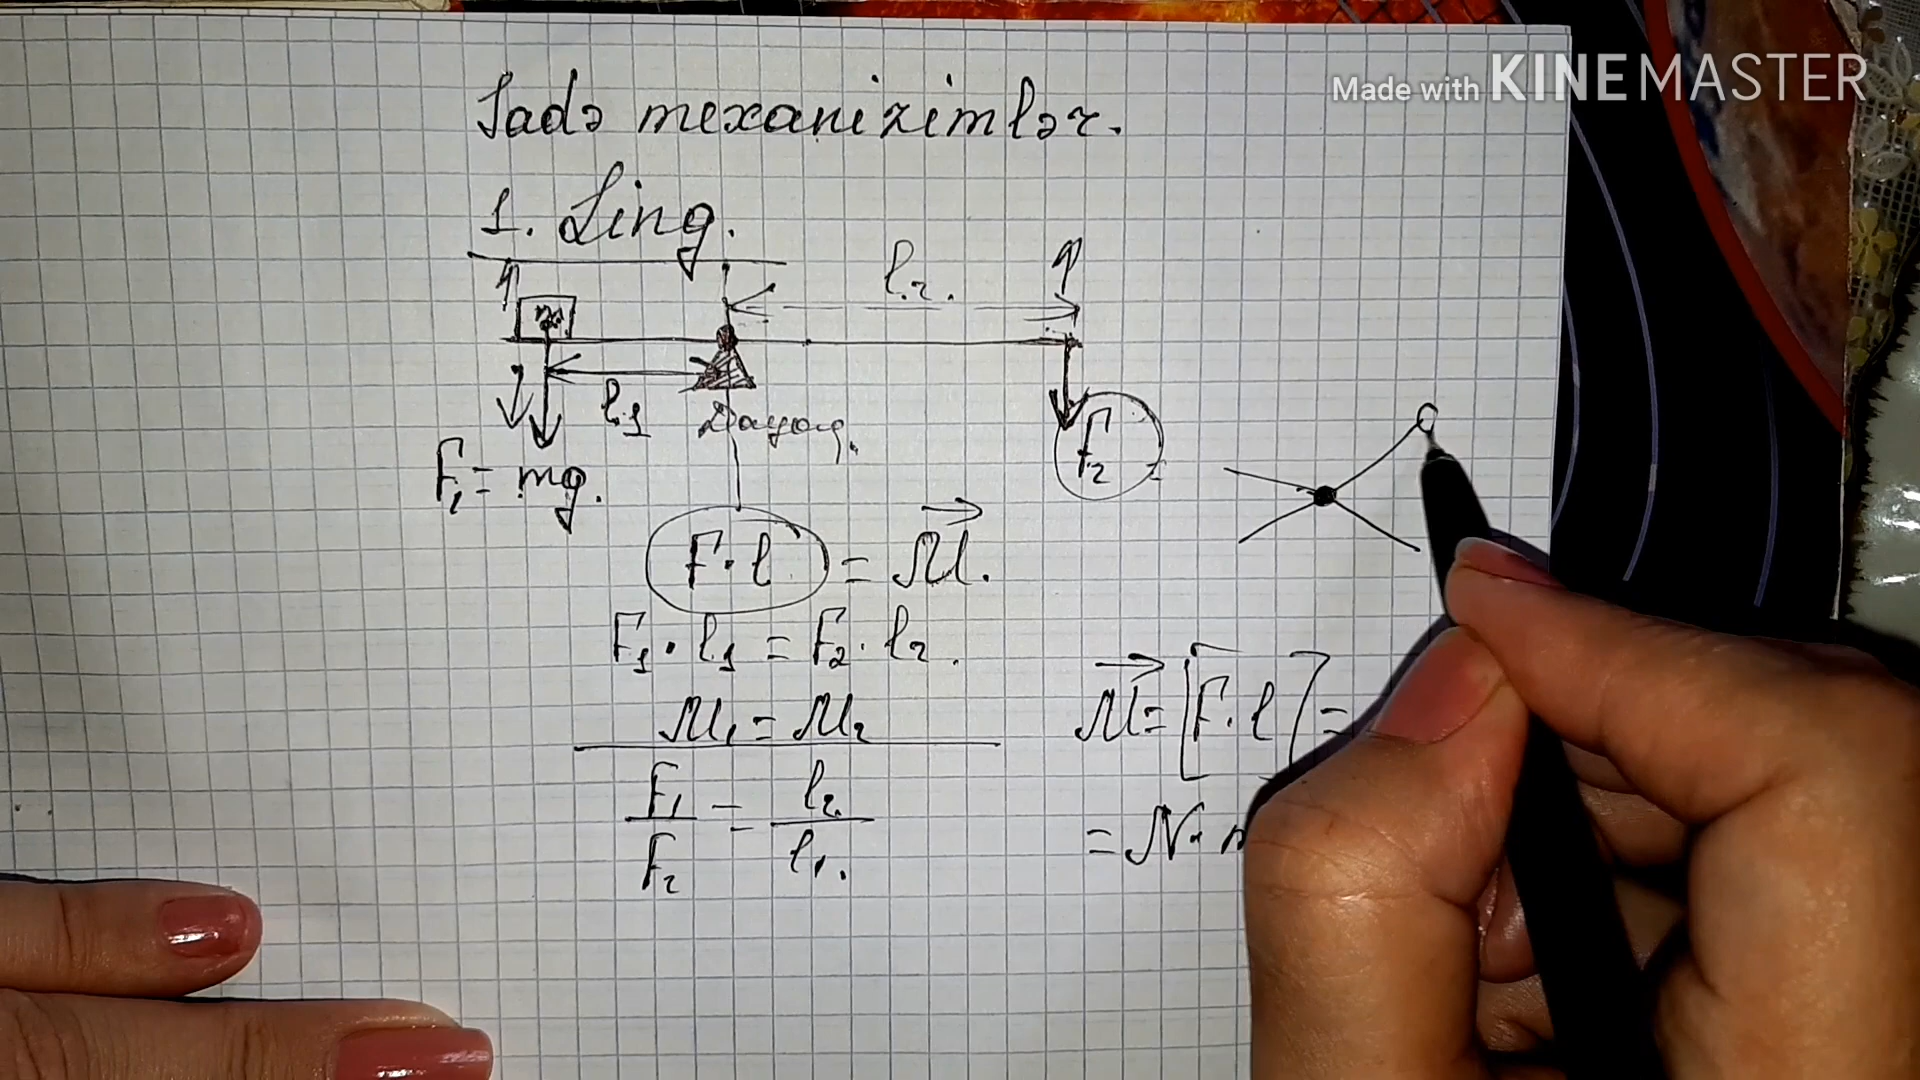 Made with KINEMASTER
Sadə mexanizimlər.
1. Ling.
l₂.
l₁
Dayaq.
F₁ = mg.
F₂ =
F·l = M⃗.
F₁·l₁ = F₂·l₂.
M₁ = M₂
F₁/F₂ = l₂/l₁.
M⃗ = [F·l] =
= N·